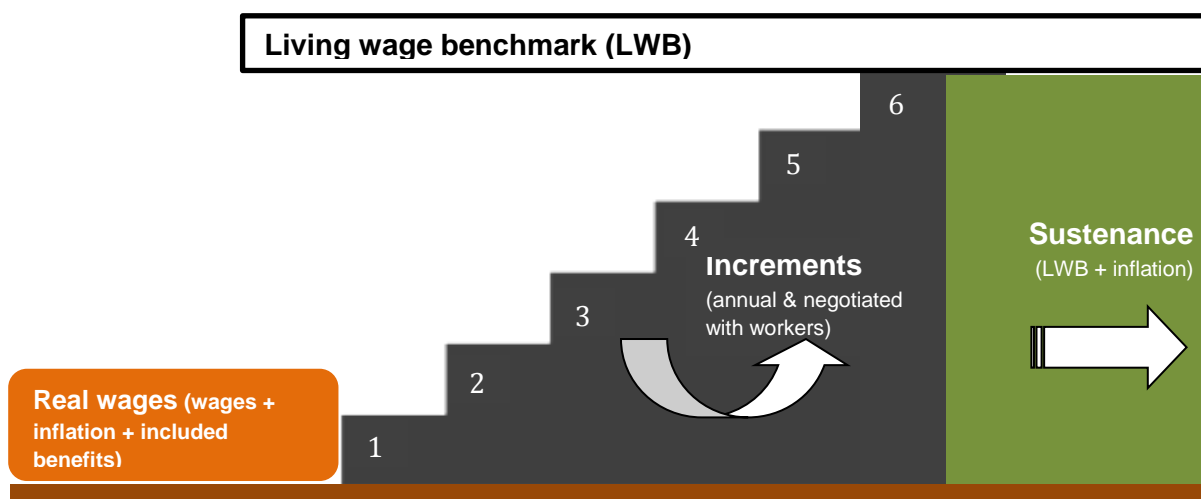 Living wage benchmark (LWB)
6
5
4
3
2
1
Increments
(annual & negotiated
with workers)
Sustenance
(LWB + inflation)
Real wages (wages +
inflation + included
benefits)